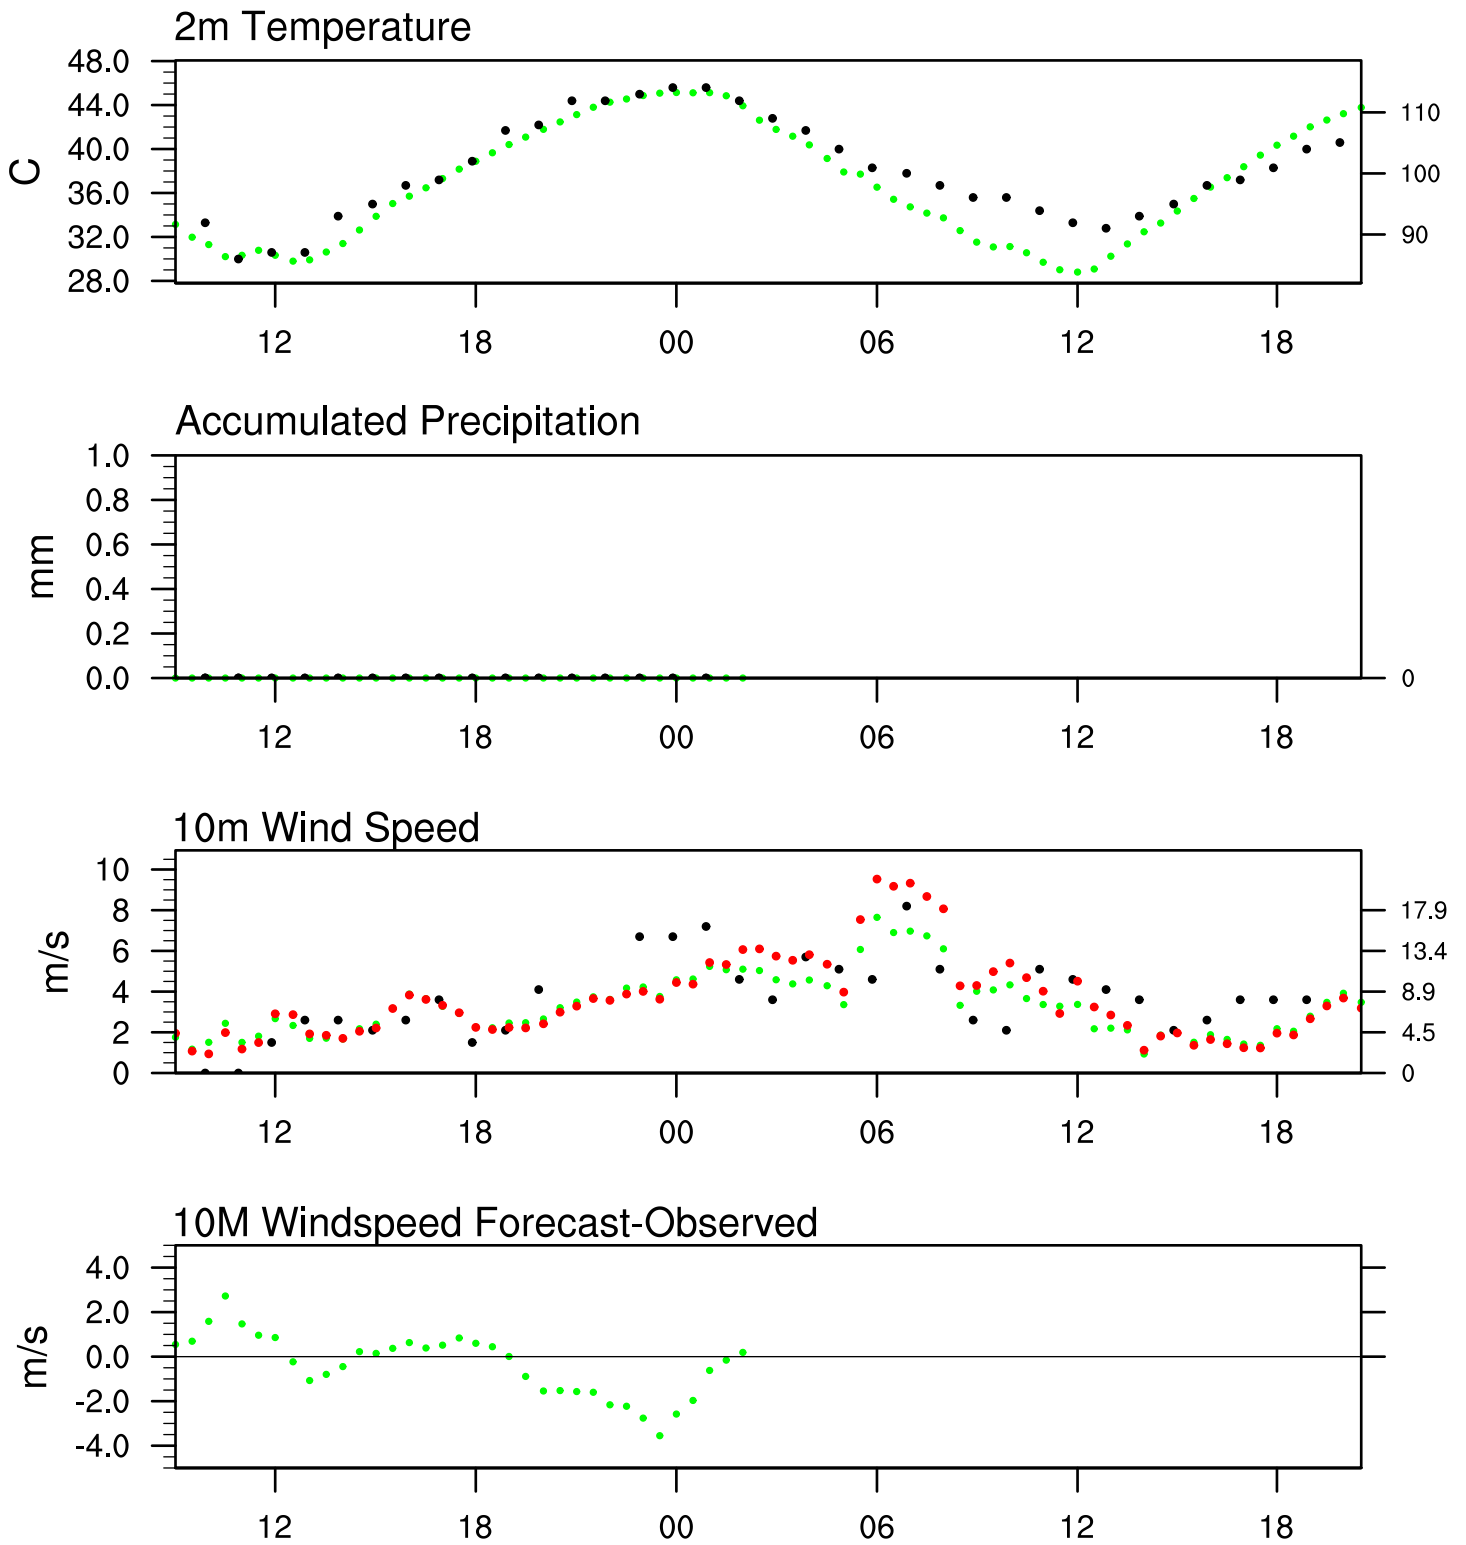 2m Temperature
48.0
44.0
110
40.0
C
100
36.0
32.0
90
28.0
12 18 00 06 12 18
Accumulated Precipitation
1.0
0.8
0.6
mm
0.4
0.2
0.0
0
12 18 00 06 12 18
10m Wind Speed
10
8
17.9
6
13.4
m/s
4
8.9
2
4.5
0
0
12 18 00 06 12 18
10M Windspeed Forecast-Observed
4.0
2.0
0.0
m/s
-2.0
-4.0
12 18 00 06 12 18